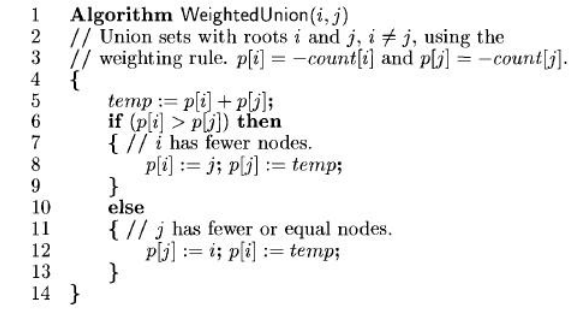 1 Algorithm WeightedUnion(i, j)
2 // Union sets with roots i and j, i ≠ j, using the
3 // weighting rule. p[i] = −count[i] and p[j] = −count[j].
4 {
5 temp := p[i] + p[j];
6 if (p[i] > p[j]) then
7 { // i has fewer nodes.
8 p[i] := j; p[j] := temp;
9 }
10 else
11 { // j has fewer or equal nodes.
12 p[j] := i; p[i] := temp;
13 }
14 }